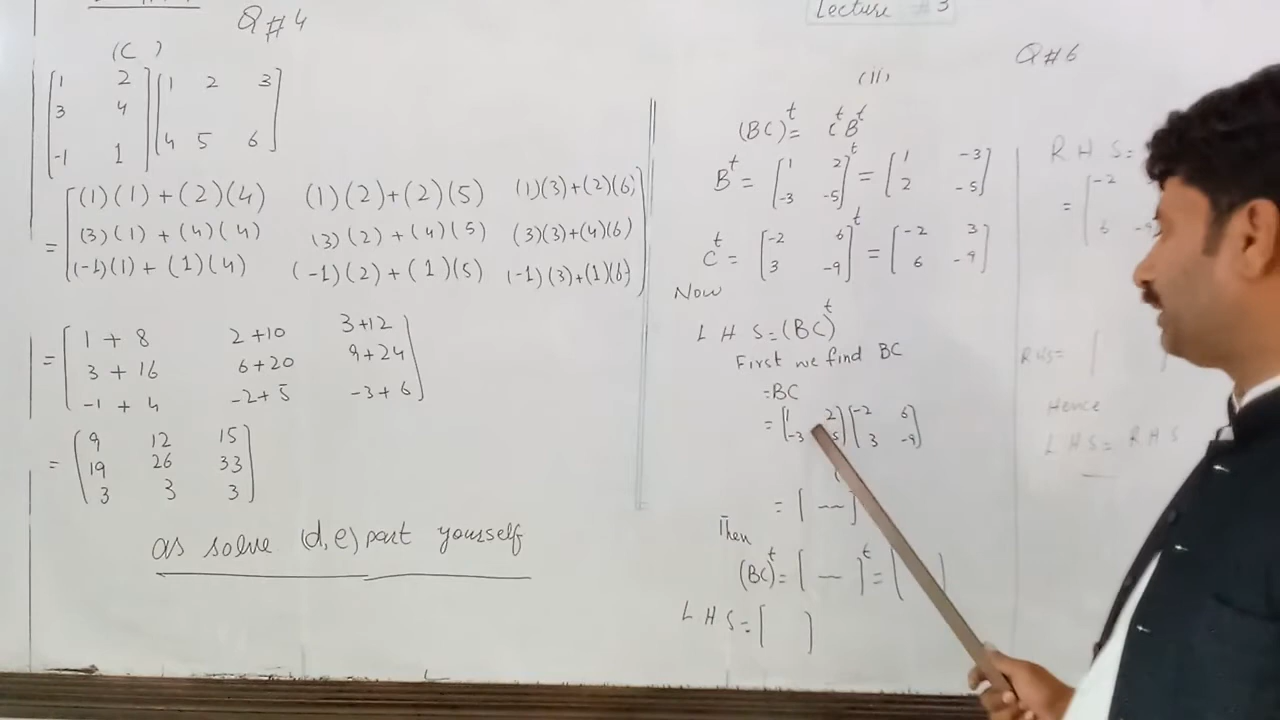 Q # 4
(C)
[1 2
3 4
-1 1] [1 2 3
4 5 6]
= [(1)(1) + (2)(4) (1)(2)+(2)(5) (1)(3)+(2)(6)
(3)(1) + (4)(4) (3)(2) + (4)(5) (3)(3)+(4)(6)
(-1)(1) + (1)(4) (-1)(2) + (1)(5) (-1)(3)+(1)(6)]
= [1 + 8 2+10 3+12
3 + 16 6+20 9+24
-1 + 4 -2+5 -3+6]
= [9 12 15
19 26 33
3 3 3]
as solve (d,e) part yourself
Lecture # 3
Q # 6
(ii)
(BC)^t = C^t B^t
B^t = [1 2
-3 -5]^t = [1 -3
2 -5]
C^t = [-2 6
3 -9]^t = [-2 3
6 -9]
Now
L H S = (BC)^t
First we find BC
=BC
= [1 2
-3 5] [-2 6
3 -9]
= [ -- ]
Then
(BC)^t = [ -- ]^t = [ ]
L H S = [ ]
R H S =
= [-2
6 -9
RHS = [ ]
Hence
L H S = R H S